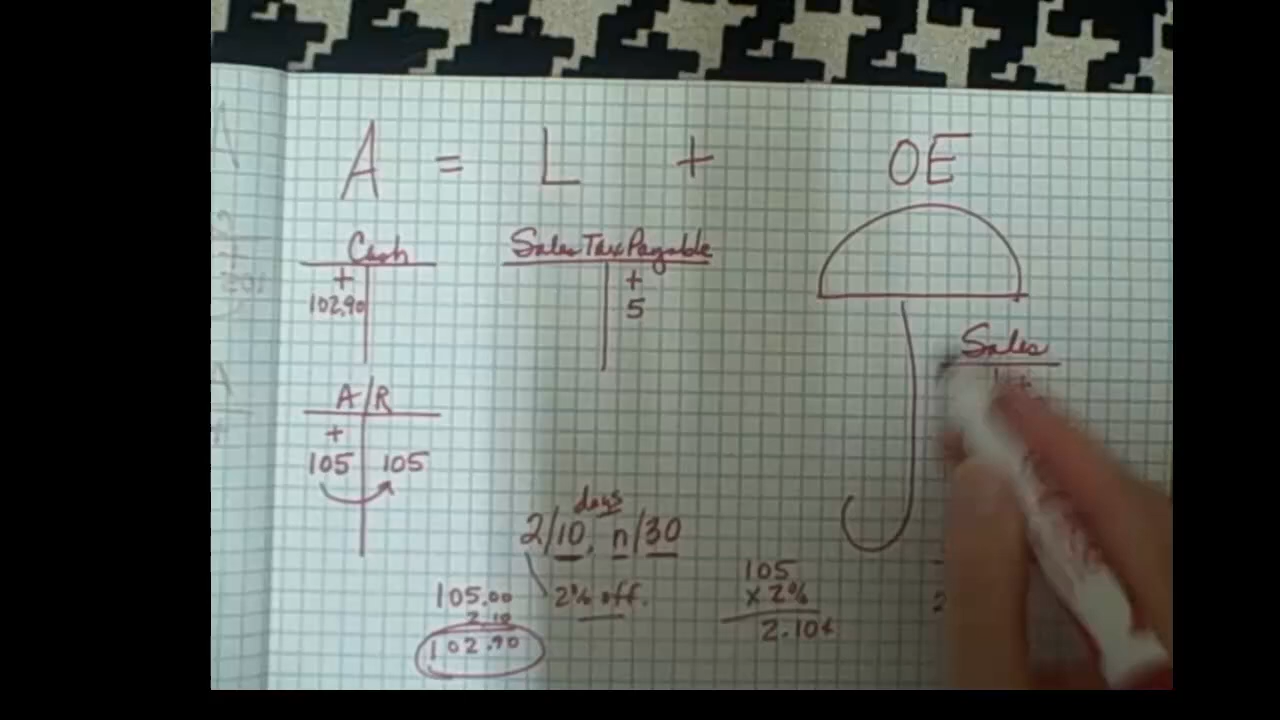 A = L + OE
Cash
+
102.90
Sales Tax Payable
+
5
Sales
+
A/R
+
105 105
days
2/10, n/30
2% off.
105.00
2.10
102.90
105
x 2%
2.10¢